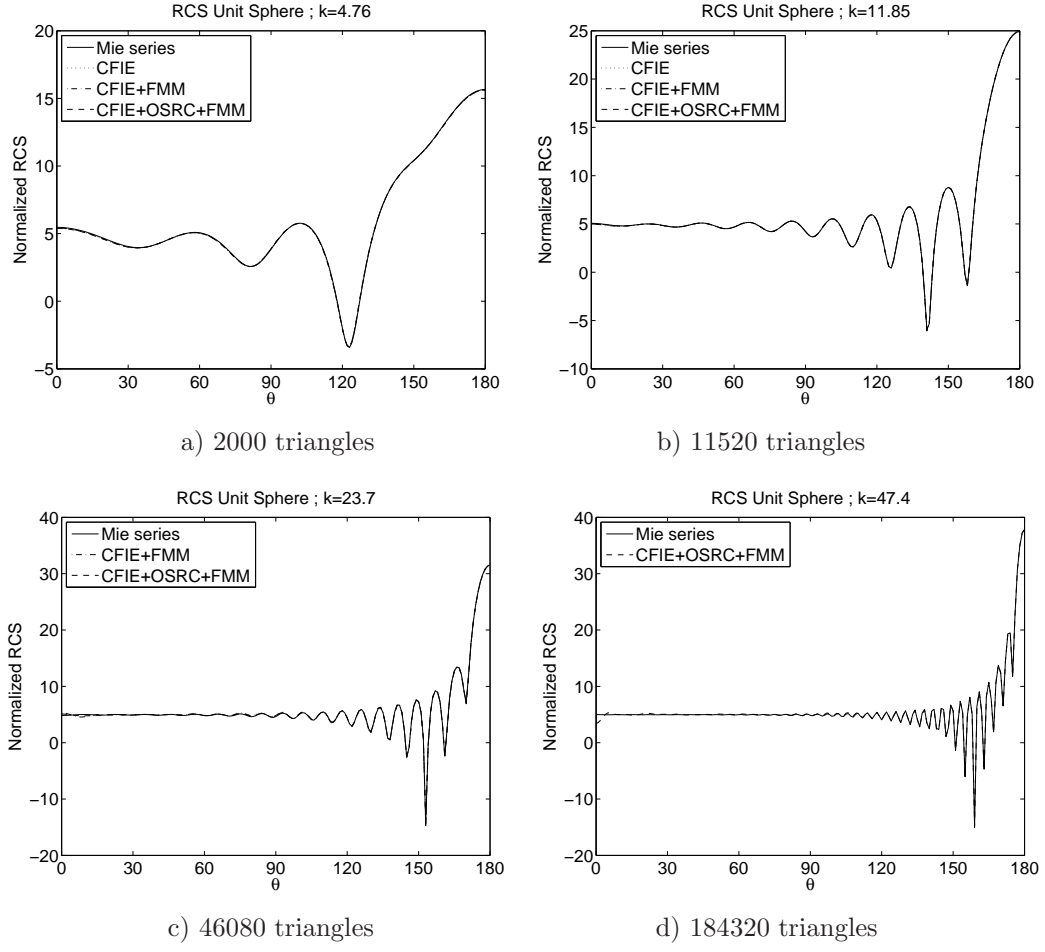 RCS Unit Sphere ; k=4.76
Normalized RCS
20
15
10
5
0
−5
Mie series
CFIE
CFIE+FMM
CFIE+OSRC+FMM
0 30 60 90 120 150 180
θ
a) 2000 triangles
RCS Unit Sphere ; k=11.85
Normalized RCS
25
20
15
10
5
0
−5
−10
Mie series
CFIE
CFIE+FMM
CFIE+OSRC+FMM
0 30 60 90 120 150 180
θ
b) 11520 triangles
RCS Unit Sphere ; k=23.7
Normalized RCS
40
30
20
10
0
−10
−20
Mie series
CFIE+FMM
CFIE+OSRC+FMM
0 30 60 90 120 150 180
θ
c) 46080 triangles
RCS Unit Sphere ; k=47.4
Normalized RCS
40
30
20
10
0
−10
−20
Mie series
CFIE+OSRC+FMM
0 30 60 90 120 150 180
θ
d) 184320 triangles